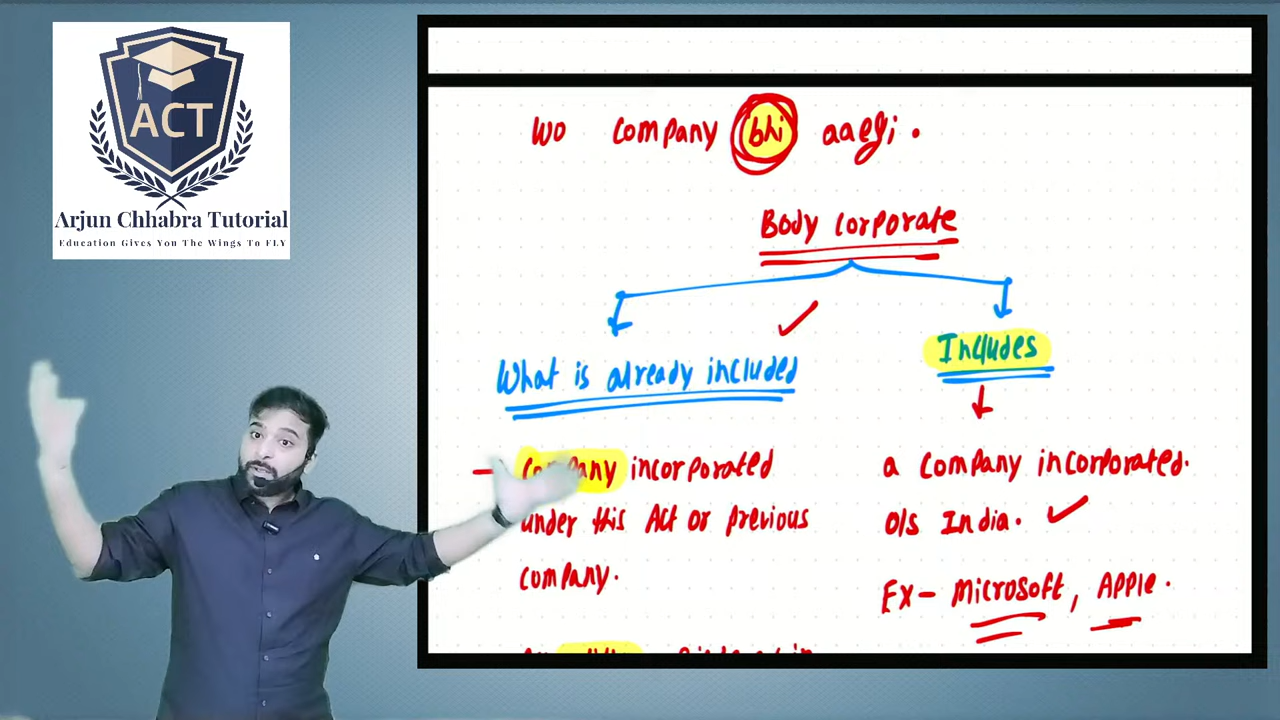 ACT
Arjun Chhabra Tutorial
Education Gives You The Wings To FLY
wo company bhi aaegi.
Body corporate
What is already included
Includes
- company incorporated
under this Act or previous
company.
a company incorporated.
o/s India.
Ex- Microsoft, Apple.